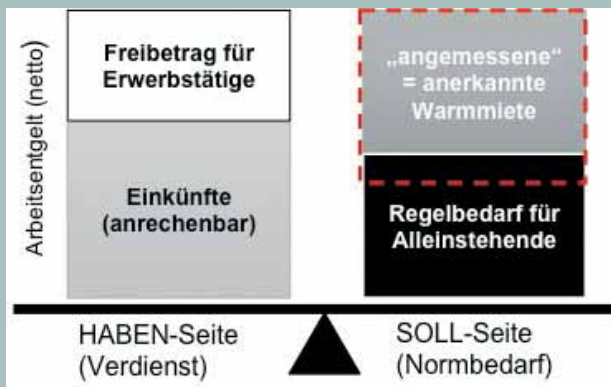 Arbeitsentgelt (netto)
Freibetrag für
Erwerbstätige
Einkünfte
(anrechenbar)
„angemessene“
= anerkannte
Warmmiete
Regelbedarf für
Alleinstehende
HABEN-Seite
(Verdienst)
SOLL-Seite
(Normbedarf)